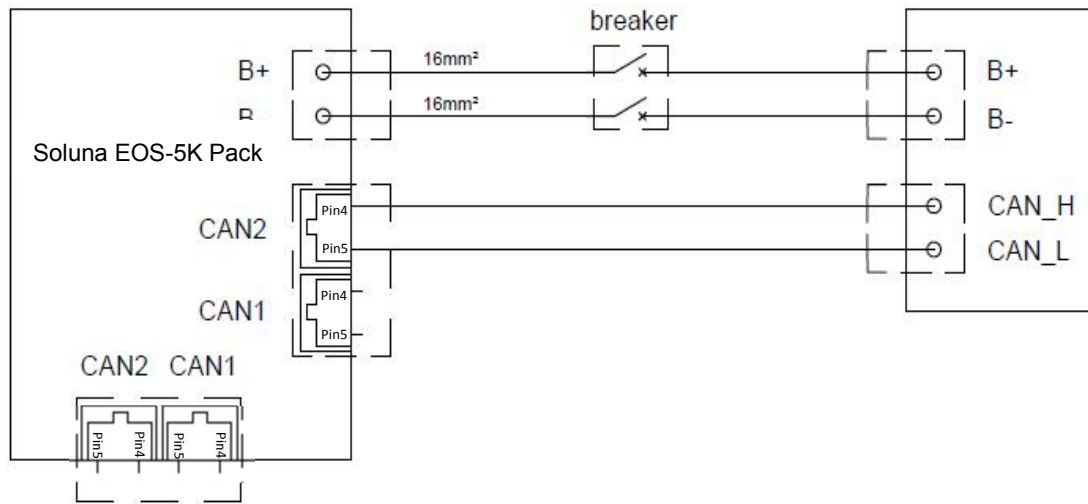 breaker
B+
16mm²
B+
B
16mm²
B-
Soluna EOS-5K Pack
CAN2
Pin4
CAN_H
Pin5
CAN_L
CAN1
Pin4
Pin5
CAN2 CAN1
Pin5
Pin4
Pin5
Pin4